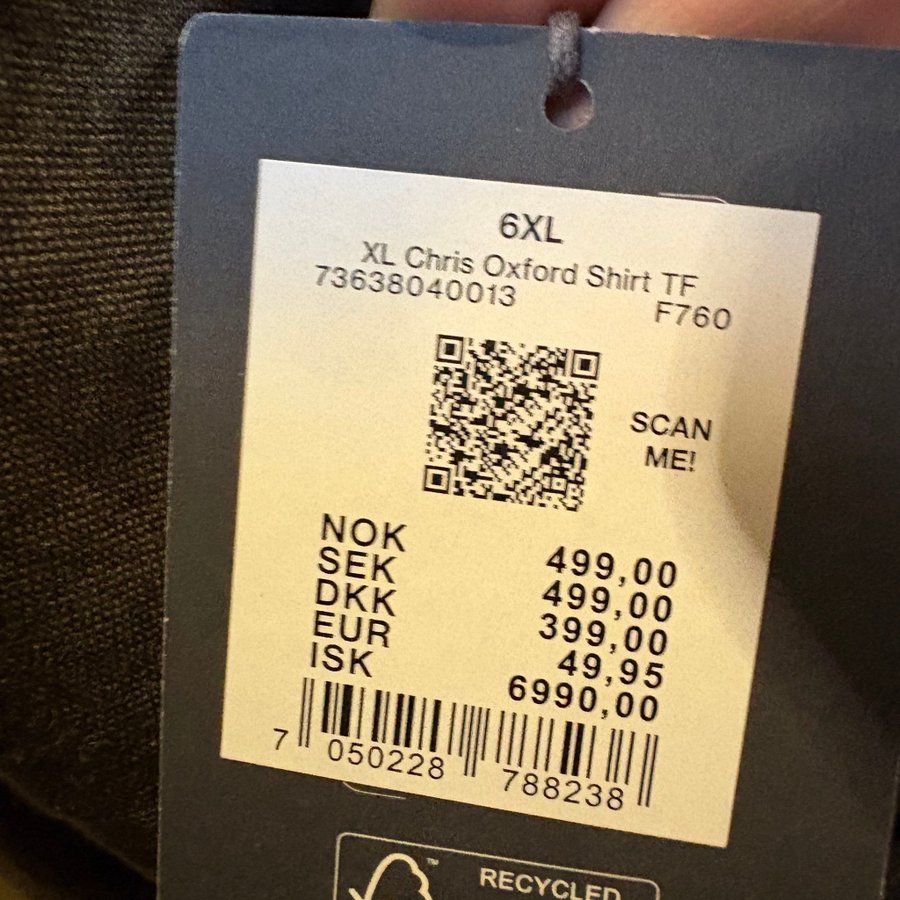 6XL
XL Chris Oxford Shirt TF
73638040013 F760
SCAN
ME!
NOK 499,00
SEK 499,00
DKK 399,00
EUR 49,95
ISK 6990,00
7 050228 788238
™ RECYCLED